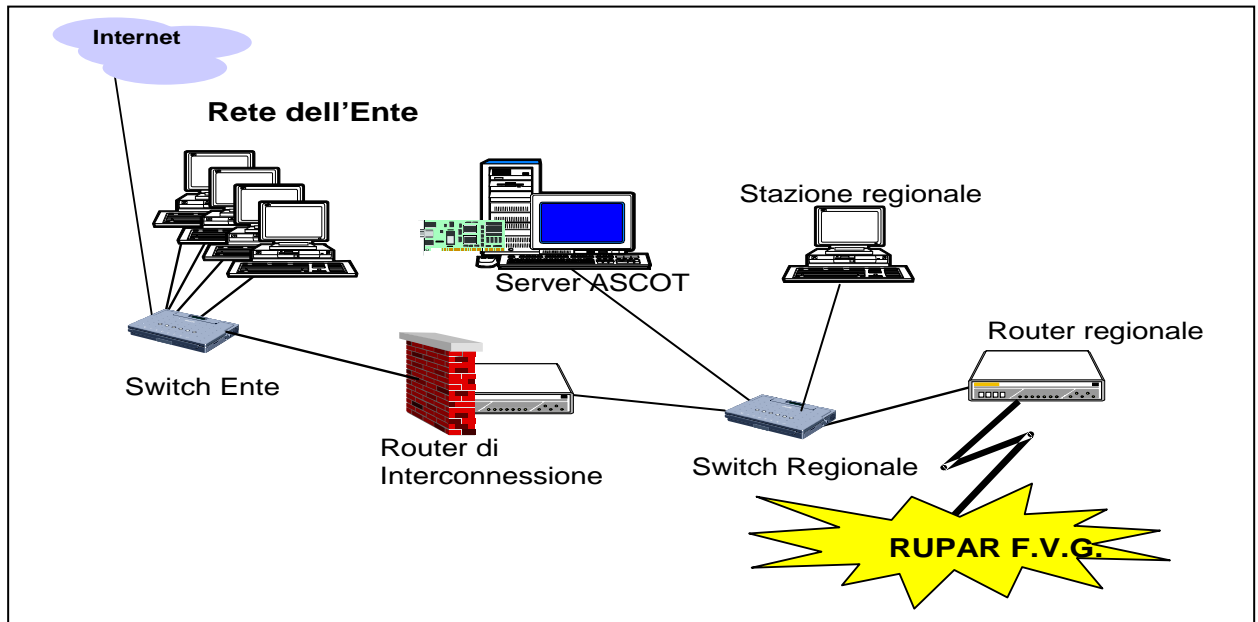 Internet
Rete dell'Ente
Stazione regionale
Server ASCOT
Router regionale
Switch Ente
Router di
Interconnessione
Switch Regionale
RUPAR F.V.G.